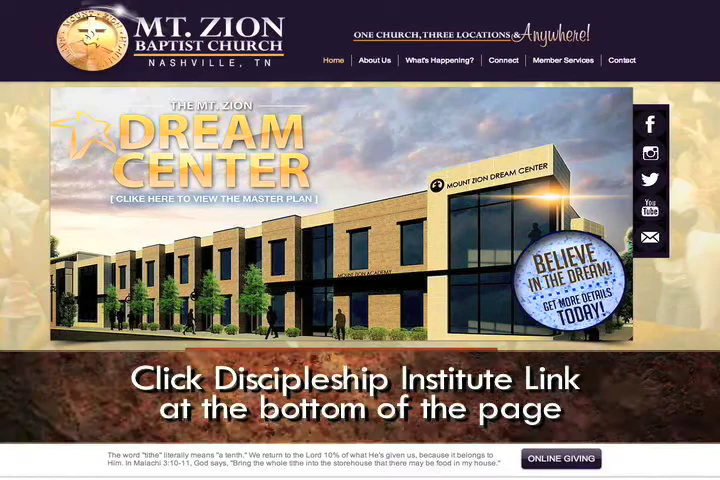 MT. ZION
BAPTIST CHURCH
NASHVILLE, TN
ONE CHURCH, THREE LOCATIONS & Anywhere!
Home About Us What's Happening? Connect Member Services Contact
THE MT. ZION
DREAM
CENTER
[ CLIKE HERE TO VIEW THE MASTER PLAN ]
MOUNT ZION DREAM CENTER
MOUNT ZION ACADEMY
BELIEVE
IN THE DREAM!
GET MORE DETAILS
TODAY!
You
Tube
Click Discipleship Institute Link
at the bottom of the page
The word "tithe" literally means "a tenth." We return to the Lord 10% of what He's given us, because it belongs to
Him. In Malachi 3:10-11, God says, "Bring the whole tithe into the storehouse that there may be food in my house."
ONLINE GIVING